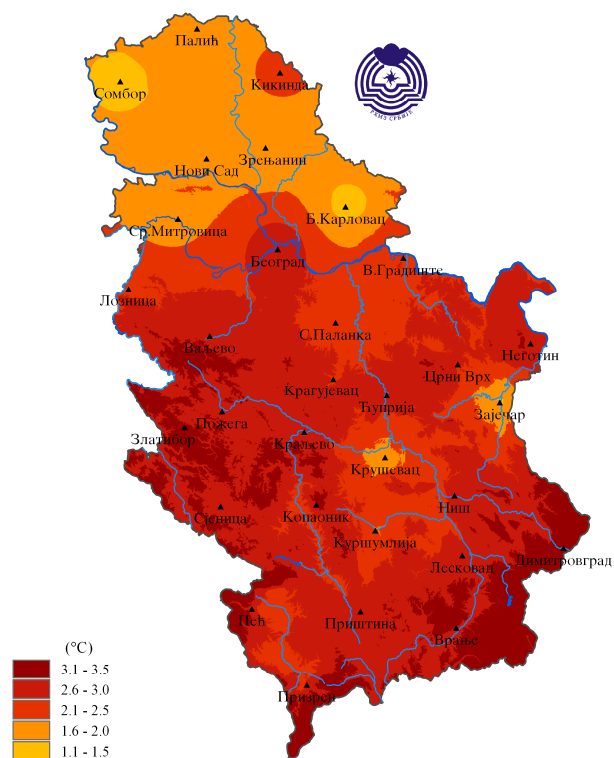 Палић
Кикинда
Сомбор
РХМЗ СРБИЈЕ
Зрењанин
Нови Сад
Б.Карловац
Ср.Митровица
Београд
В.Градиште
Лозница
С.Паланка
Ваљево
Неготин
Црни Врх
Крагујевац
Ћуприја
Зајечар
Пожега
Златибор
Краљево
Крушевац
Сјеница
Копаоник
Ниш
Куршумлија
Димитровград
Лесковац
Пећ
Приштина
Врање
Призрен
(°C)
3.1 - 3.5
2.6 - 3.0
2.1 - 2.5
1.6 - 2.0
1.1 - 1.5